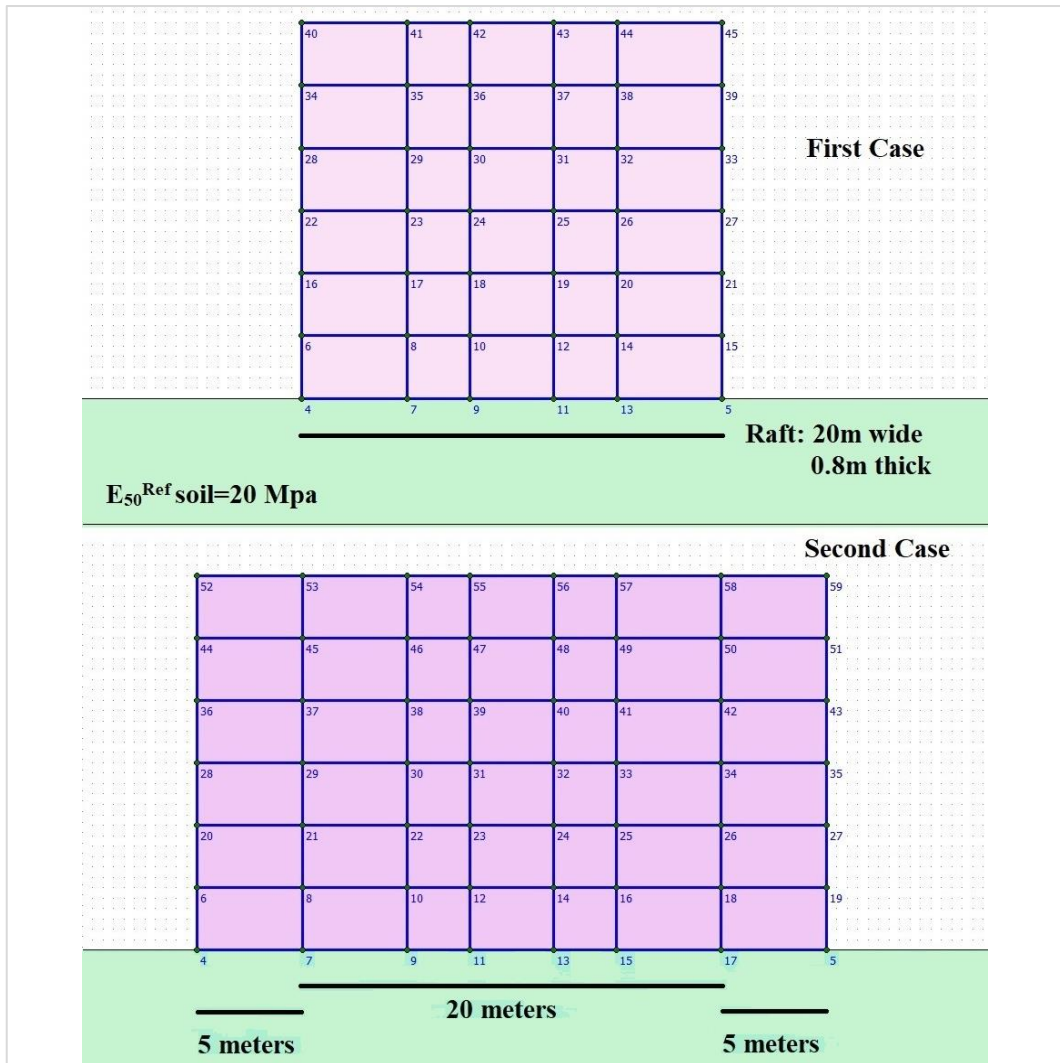 40 41 42 43 44 45
34 35 36 37 38 39
First Case
28 29 30 31 32 33
22 23 24 25 26 27
16 17 18 19 20 21
6 8 10 12 14 15
4 7 9 11 13 5
Raft: 20m wide
0.8m thick
E₅₀ᴿᵉᶠ soil=20 Mpa
Second Case
52 53 54 55 56 57 58 59
44 45 46 47 48 49 50 51
36 37 38 39 40 41 42 43
28 29 30 31 32 33 34 35
20 21 22 23 24 25 26 27
6 8 10 12 14 16 18 19
4 7 9 11 13 15 17 5
20 meters
5 meters 5 meters